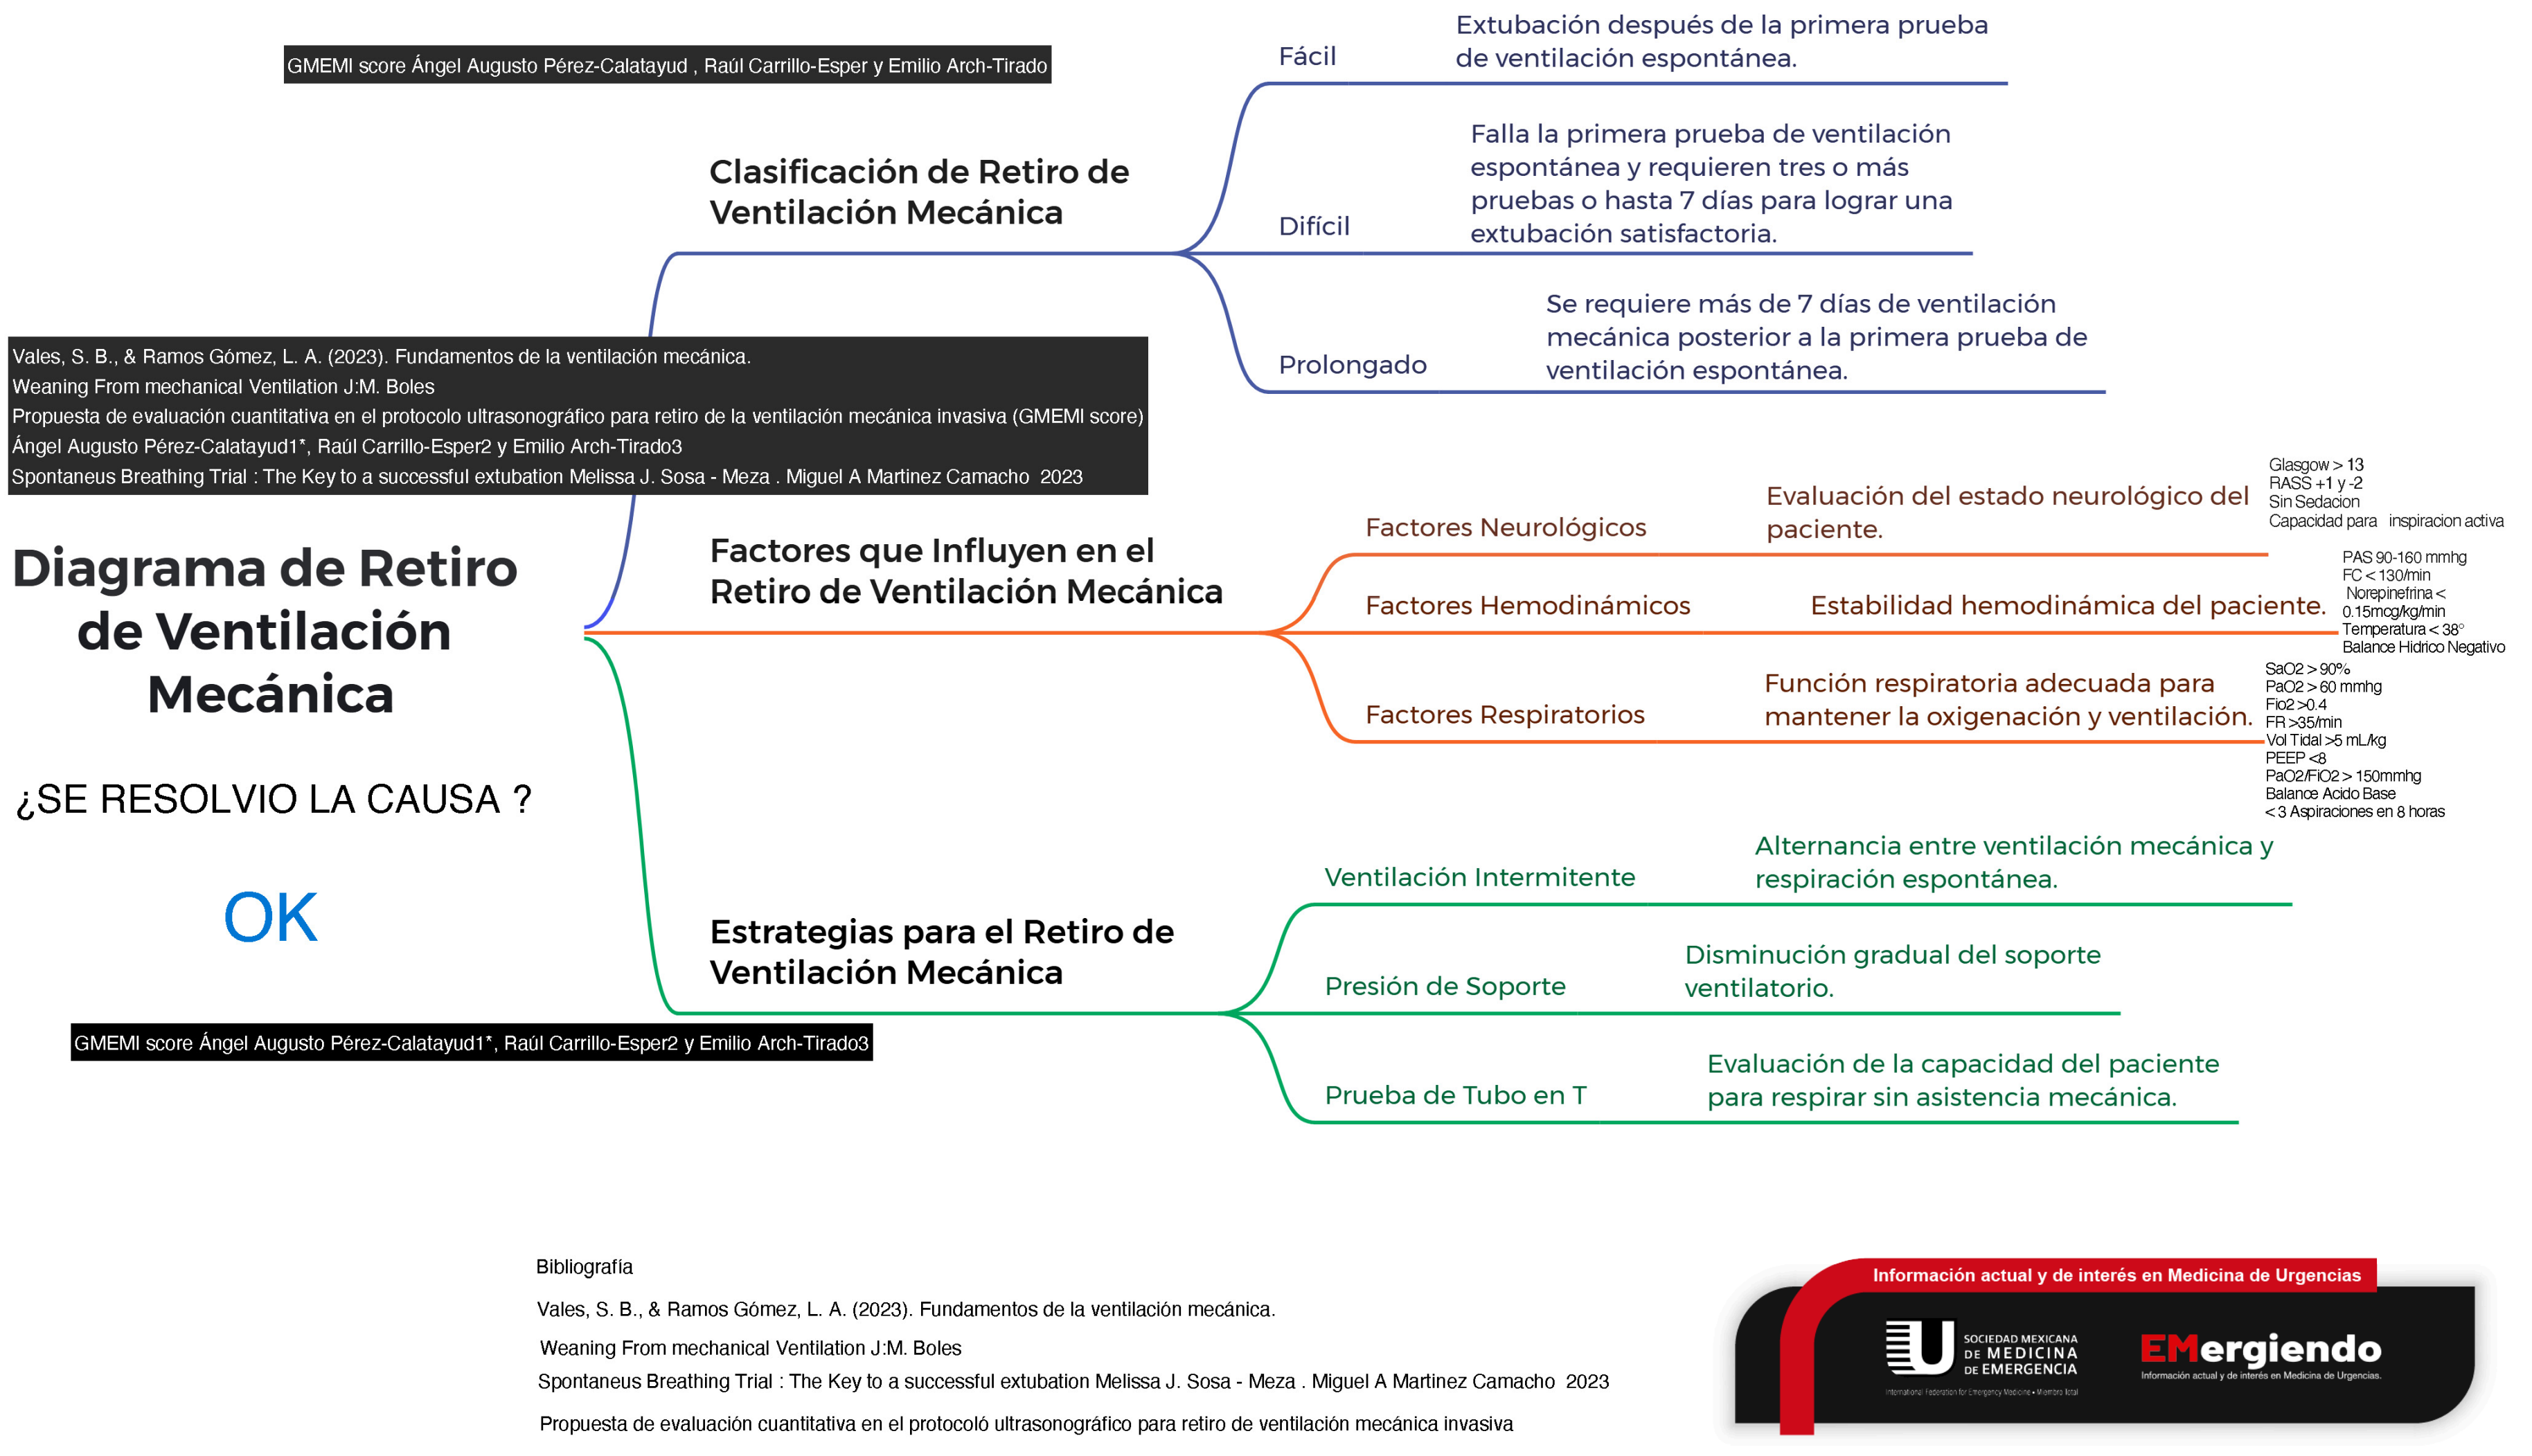 GMEMI score Ángel Augusto Pérez-Calatayud , Raúl Carrillo-Esper y Emilio Arch-Tirado
Clasificación de Retiro de
Ventilación Mecánica
Fácil
Extubación después de la primera prueba
de ventilación espontánea.
Difícil
Falla la primera prueba de ventilación
espontánea y requieren tres o más
pruebas o hasta 7 días para lograr una
extubación satisfactoria.
Prolongado
Se requiere más de 7 días de ventilación
mecánica posterior a la primera prueba de
ventilación espontánea.
Vales, S. B., & Ramos Gómez, L. A. (2023). Fundamentos de la ventilación mecánica.
Weaning From mechanical Ventilation J:M. Boles
Propuesta de evaluación cuantitativa en el protocolo ultrasonográfico para retiro de la ventilación mecánica invasiva (GMEMI score)
Ángel Augusto Pérez-Calatayud1*, Raúl Carrillo-Esper2 y Emilio Arch-Tirado3
Spontaneus Breathing Trial : The Key to a successful extubation Melissa J. Sosa - Meza . Miguel A Martinez Camacho  2023
Diagrama de Retiro
de Ventilación
Mecánica
¿SE RESOLVIO LA CAUSA ?
OK
Factores que Influyen en el
Retiro de Ventilación Mecánica
Factores Neurológicos
Evaluación del estado neurológico del
paciente.
Glasgow > 13
RASS +1 y -2
Sin Sedacion
Capacidad para   inspiracion activa
Factores Hemodinámicos
Estabilidad hemodinámica del paciente.
PAS 90-160 mmhg
FC < 130/min
Norepinefrina <
0.15mcg/kg/min
Temperatura < 38°
Balance Hidrico Negativo
Factores Respiratorios
Función respiratoria adecuada para
mantener la oxigenación y ventilación.
SaO2 > 90%
PaO2 > 60 mmhg
Fio2 >0.4
FR >35/min
Vol Tidal >5 mL/kg
PEEP <8
PaO2/FiO2 > 150mmhg
Balance Acido Base
< 3 Aspiraciones en 8 horas
Estrategias para el Retiro de
Ventilación Mecánica
Ventilación Intermitente
Alternancia entre ventilación mecánica y
respiración espontánea.
Presión de Soporte
Disminución gradual del soporte
ventilatorio.
Prueba de Tubo en T
Evaluación de la capacidad del paciente
para respirar sin asistencia mecánica.
GMEMI score Ángel Augusto Pérez-Calatayud1*, Raúl Carrillo-Esper2 y Emilio Arch-Tirado3
Bibliografía
Vales, S. B., & Ramos Gómez, L. A. (2023). Fundamentos de la ventilación mecánica.
Weaning From mechanical Ventilation J:M. Boles
Spontaneus Breathing Trial : The Key to a successful extubation Melissa J. Sosa - Meza . Miguel A Martinez Camacho  2023
Propuesta de evaluación cuantitativa en el protocoló ultrasonográfico para retiro de ventilación mecánica invasiva
Información actual y de interés en Medicina de Urgencias
U
SOCIEDAD MEXICANA
DE MEDICINA
DE EMERGENCIA
International Federation for Emergency Medicine • Miembro Total
EMergiendo
Información actual y de interés en Medicina de Urgencias.